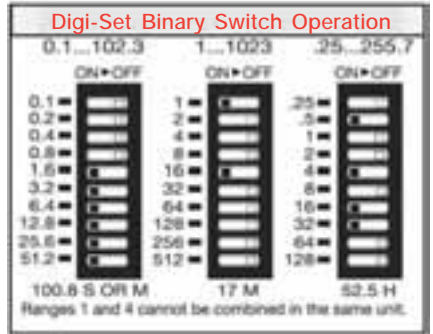 Digi-Set Binary Switch Operation
0.1...102.3 1...1023 .25...255.7
ON►OFF ON►OFF ON►OFF
0.1 1 .25
0.2 2 .5
0.4 4 1
0.8 8 2
1.6 16 4
3.2 32 8
6.4 64 16
12.8 128 32
25.6 256 64
51.2 512 128
100.8 S OR M 17 M 52.5 H
Ranges 1 and 4 cannot be combined in the same unit.